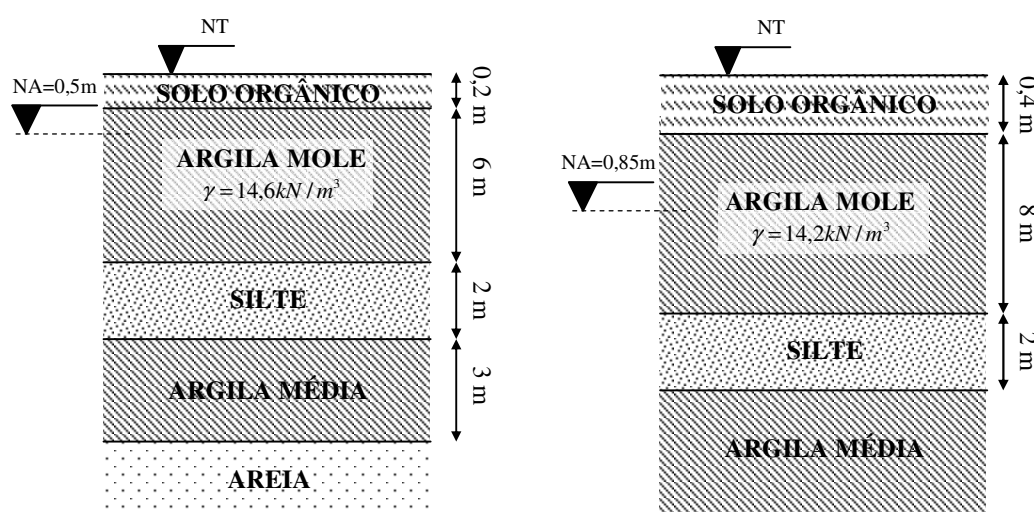 NT
NA=0,5m
SOLO ORGÂNICO
0,2 m
ARGILA MOLE
γ = 14,6kN / m³
6 m
SILTE
2 m
ARGILA MÉDIA
3 m
AREIA
NT
SOLO ORGÂNICO
0,4 m
NA=0,85m
ARGILA MOLE
γ = 14,2kN / m³
8 m
SILTE
2 m
ARGILA MÉDIA